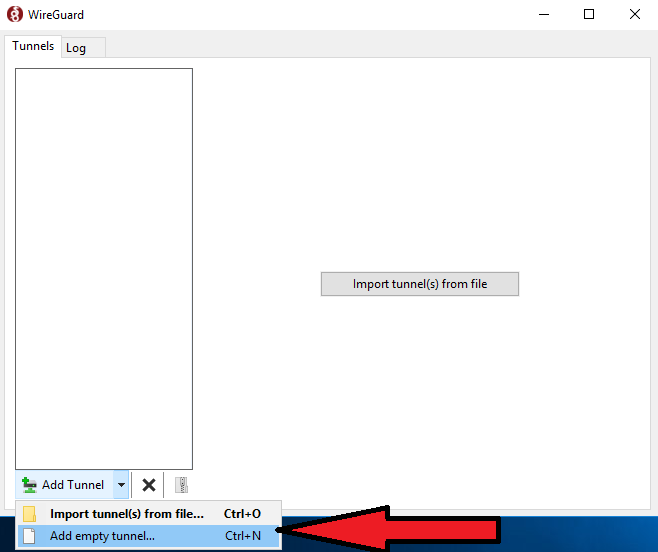 WireGuard
Tunnels Log
Import tunnel(s) from file
Add Tunnel
Import tunnel(s) from file... Ctrl+O
Add empty tunnel... Ctrl+N